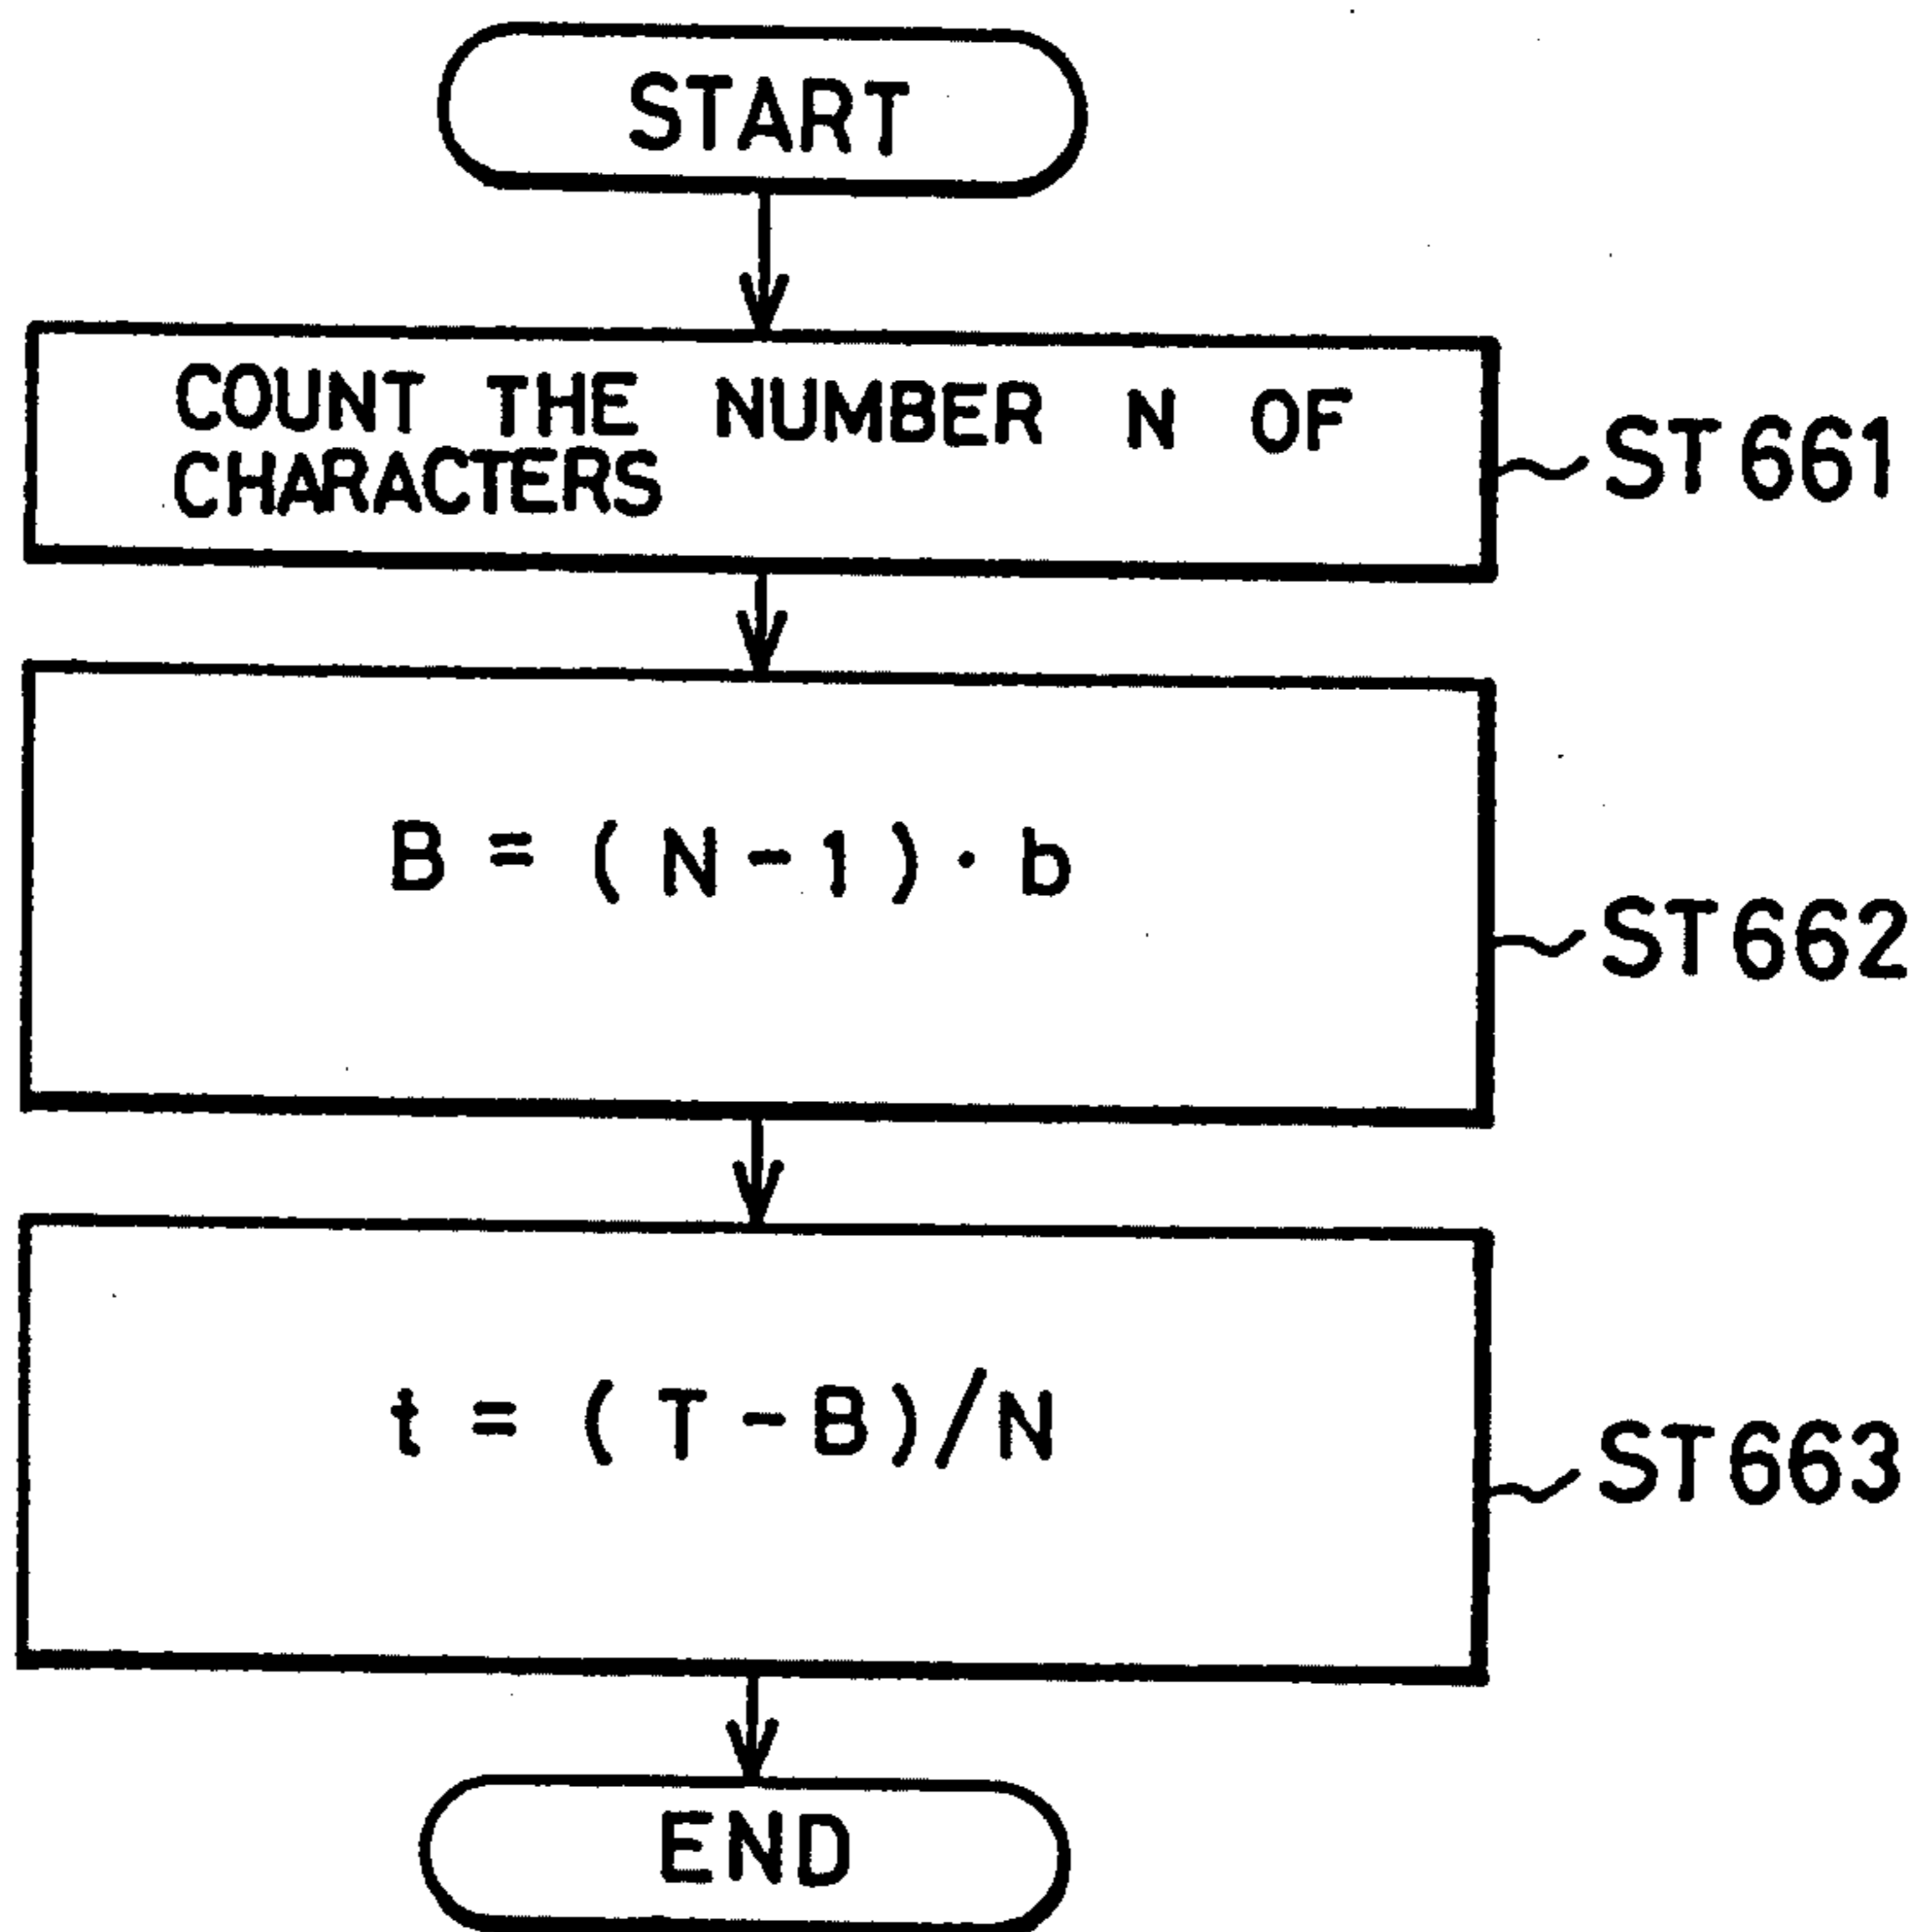 START
COUNT THE NUMBER N OF
CHARACTERS
ST661
B = (N-1)·b
ST662
t = (T-B)/N
ST663
END